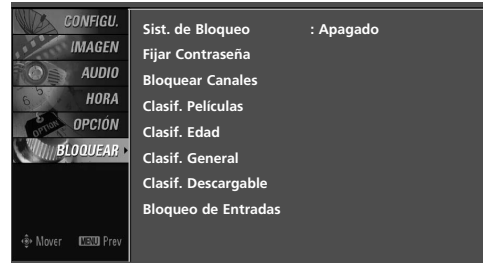 CONFIGU.
IMAGEN
AUDIO
HORA
OPCIÓN
BLOQUEAR
Mover MENU Prev
Sist. de Bloqueo : Apagado
Fijar Contraseña
Bloquear Canales
Clasif. Películas
Clasif. Edad
Clasif. General
Clasif. Descargable
Bloqueo de Entradas